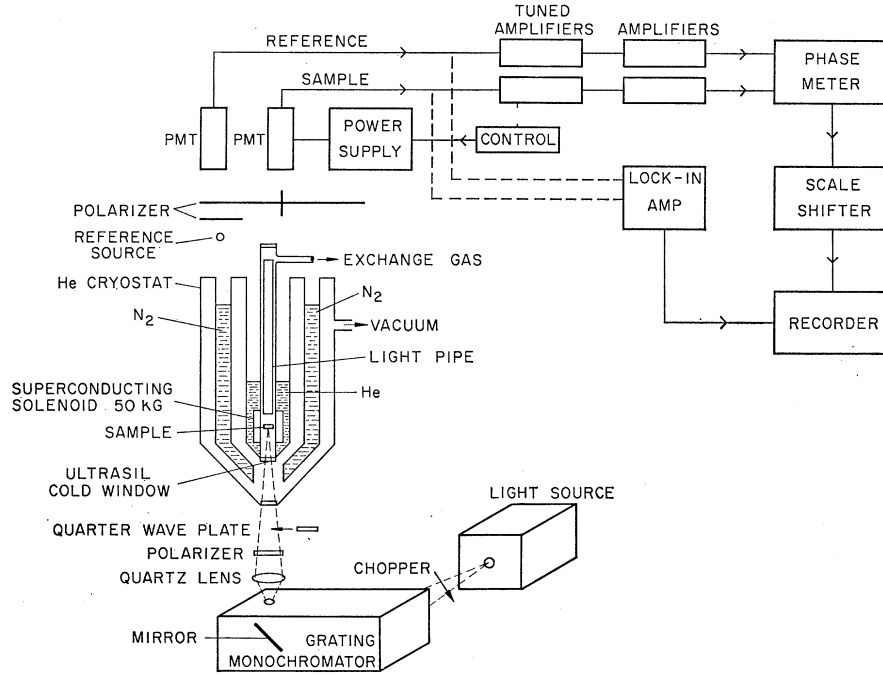 TUNED
AMPLIFIERS
AMPLIFIERS
REFERENCE
SAMPLE
PHASE
METER
PMT
PMT
POWER
SUPPLY
CONTROL
LOCK-IN
AMP
SCALE
SHIFTER
POLARIZER
REFERENCE
SOURCE
He CRYOSTAT
EXCHANGE GAS
N2
N2
VACUUM
RECORDER
LIGHT PIPE
SUPERCONDUCTING
SOLENOID 50 KG
He
SAMPLE
ULTRASIL
COLD WINDOW
LIGHT SOURCE
QUARTER WAVE PLATE
POLARIZER
CHOPPER
QUARTZ LENS
MIRROR
GRATING
MONOCHROMATOR